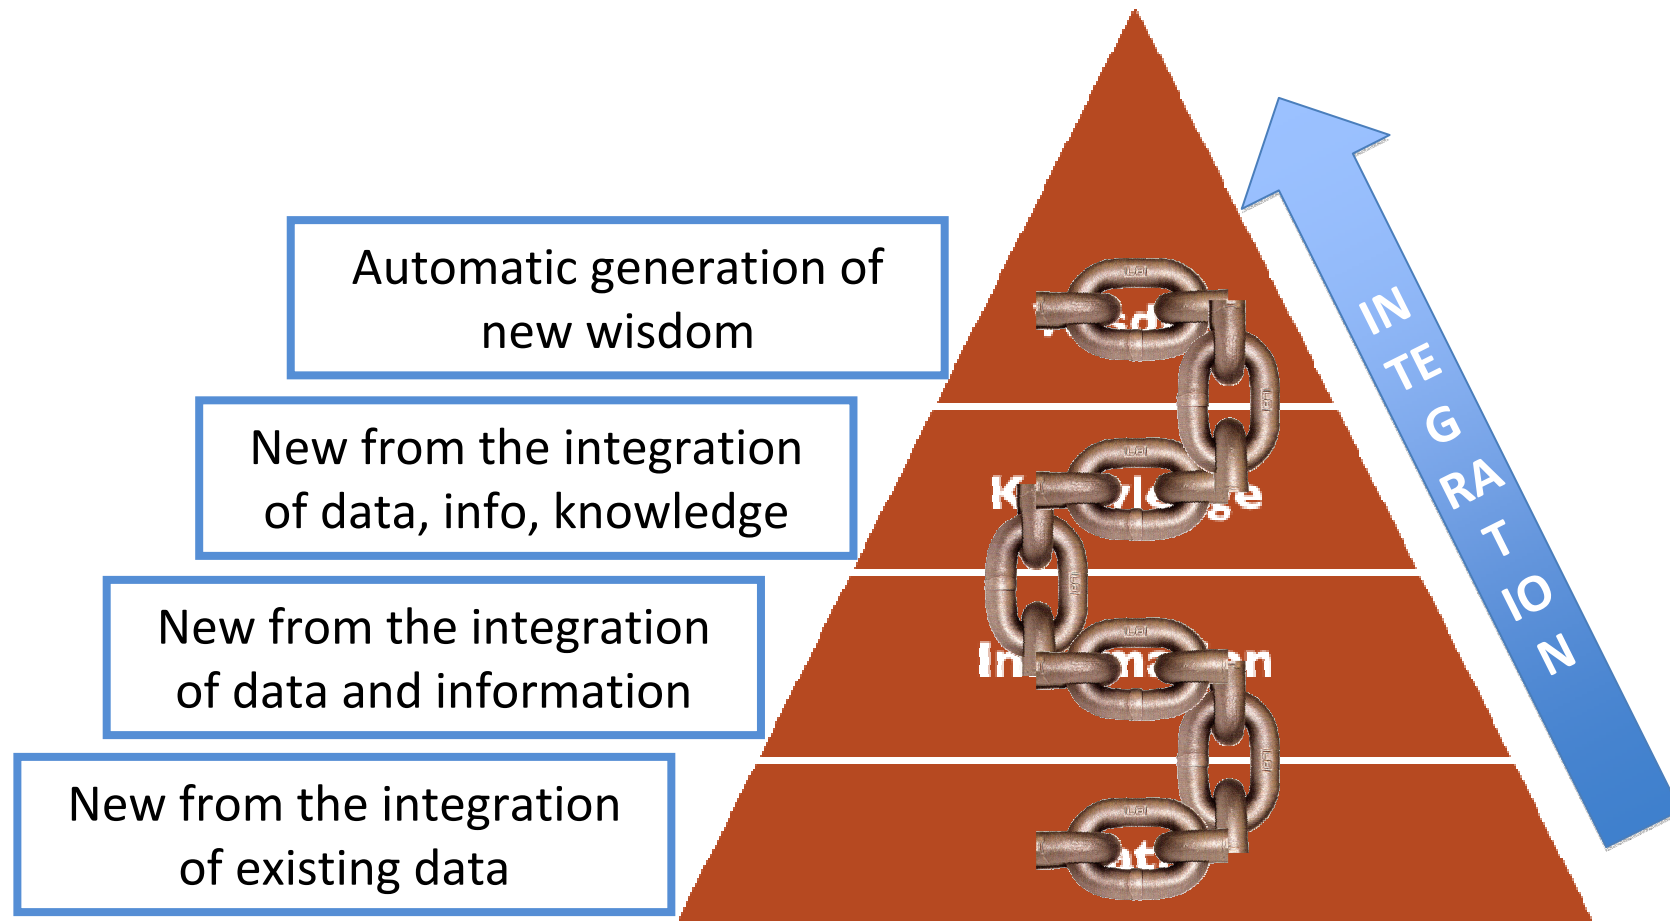 Automatic generation of
new wisdom
New from the integration
of data, info, knowledge
New from the integration
of data and information
New from the integration
of existing data
IN
TE
G
RA
T
IO
N